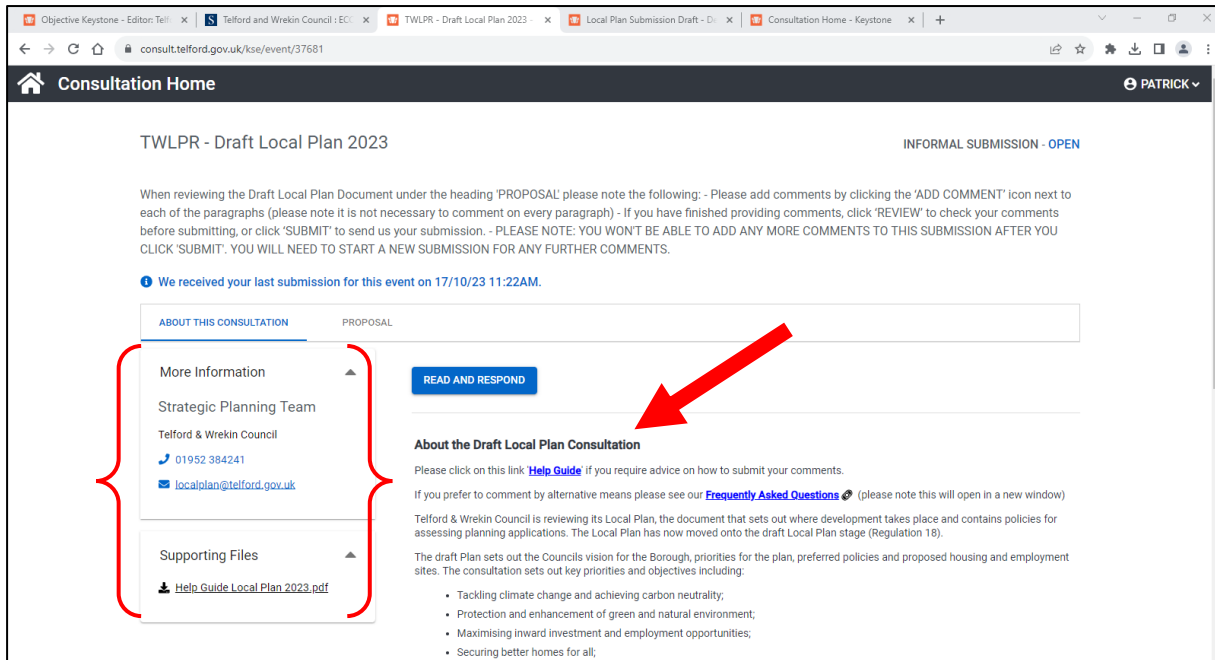 Objective Keystone - Editor: Telf
Telford and Wrekin Council : ECC
TWLPR - Draft Local Plan 2023 -
Local Plan Submission Draft - De
Consultation Home - Keystone
consult.telford.gov.uk/kse/event/37681
Consultation Home
PATRICK
TWLPR - Draft Local Plan 2023
INFORMAL SUBMISSION - OPEN
When reviewing the Draft Local Plan Document under the heading 'PROPOSAL' please note the following: - Please add comments by clicking the 'ADD COMMENT' icon next to
each of the paragraphs (please note it is not necessary to comment on every paragraph) - If you have finished providing comments, click 'REVIEW' to check your comments
before submitting, or click 'SUBMIT' to send us your submission. - PLEASE NOTE: YOU WON'T BE ABLE TO ADD ANY MORE COMMENTS TO THIS SUBMISSION AFTER YOU
CLICK 'SUBMIT'. YOU WILL NEED TO START A NEW SUBMISSION FOR ANY FURTHER COMMENTS.
We received your last submission for this event on 17/10/23 11:22AM.
ABOUT THIS CONSULTATION
PROPOSAL
More Information
Strategic Planning Team
Telford & Wrekin Council
01952 384241
localplan@telford.gov.uk
Supporting Files
Help Guide Local Plan 2023.pdf
READ AND RESPOND
About the Draft Local Plan Consultation
Please click on this link 'Help Guide' if you require advice on how to submit your comments.
If you prefer to comment by alternative means please see our Frequently Asked Questions (please note this will open in a new window)
Telford & Wrekin Council is reviewing its Local Plan, the document that sets out where development takes place and contains policies for
assessing planning applications. The Local Plan has now moved onto the draft Local Plan stage (Regulation 18).
The draft Plan sets out the Councils vision for the Borough, priorities for the plan, preferred policies and proposed housing and employment
sites. The consultation sets out key priorities and objectives including:
• Tackling climate change and achieving carbon neutrality;
• Protection and enhancement of green and natural environment;
• Maximising inward investment and employment opportunities;
• Securing better homes for all;